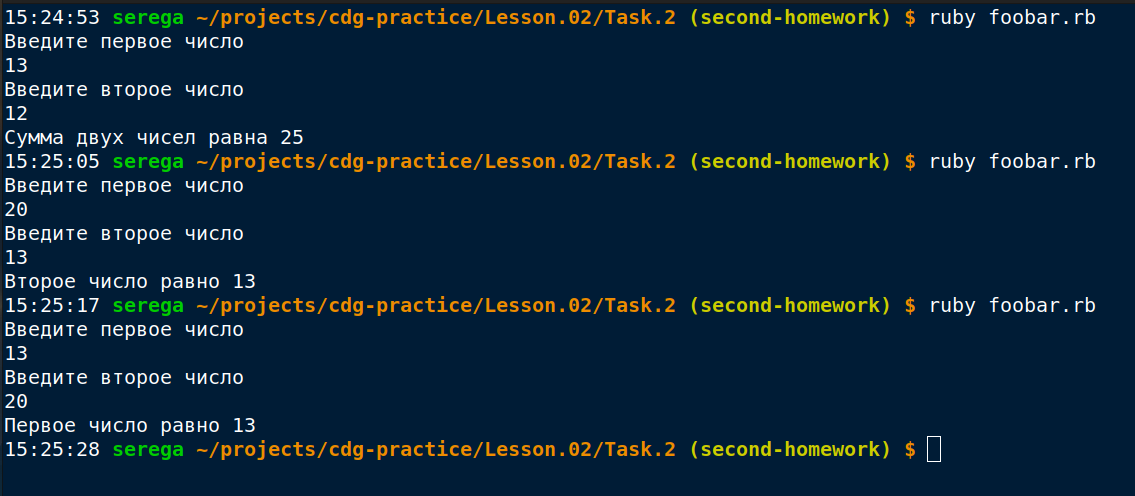 15:24:53 serega ~/projects/cdg-practice/Lesson.02/Task.2 (second-homework) $ ruby foobar.rb
Введите первое число
13
Введите второе число
12
Сумма двух чисел равна 25
15:25:05 serega ~/projects/cdg-practice/Lesson.02/Task.2 (second-homework) $ ruby foobar.rb
Введите первое число
20
Введите второе число
13
Второе число равно 13
15:25:17 serega ~/projects/cdg-practice/Lesson.02/Task.2 (second-homework) $ ruby foobar.rb
Введите первое число
13
Введите второе число
20
Первое число равно 13
15:25:28 serega ~/projects/cdg-practice/Lesson.02/Task.2 (second-homework) $